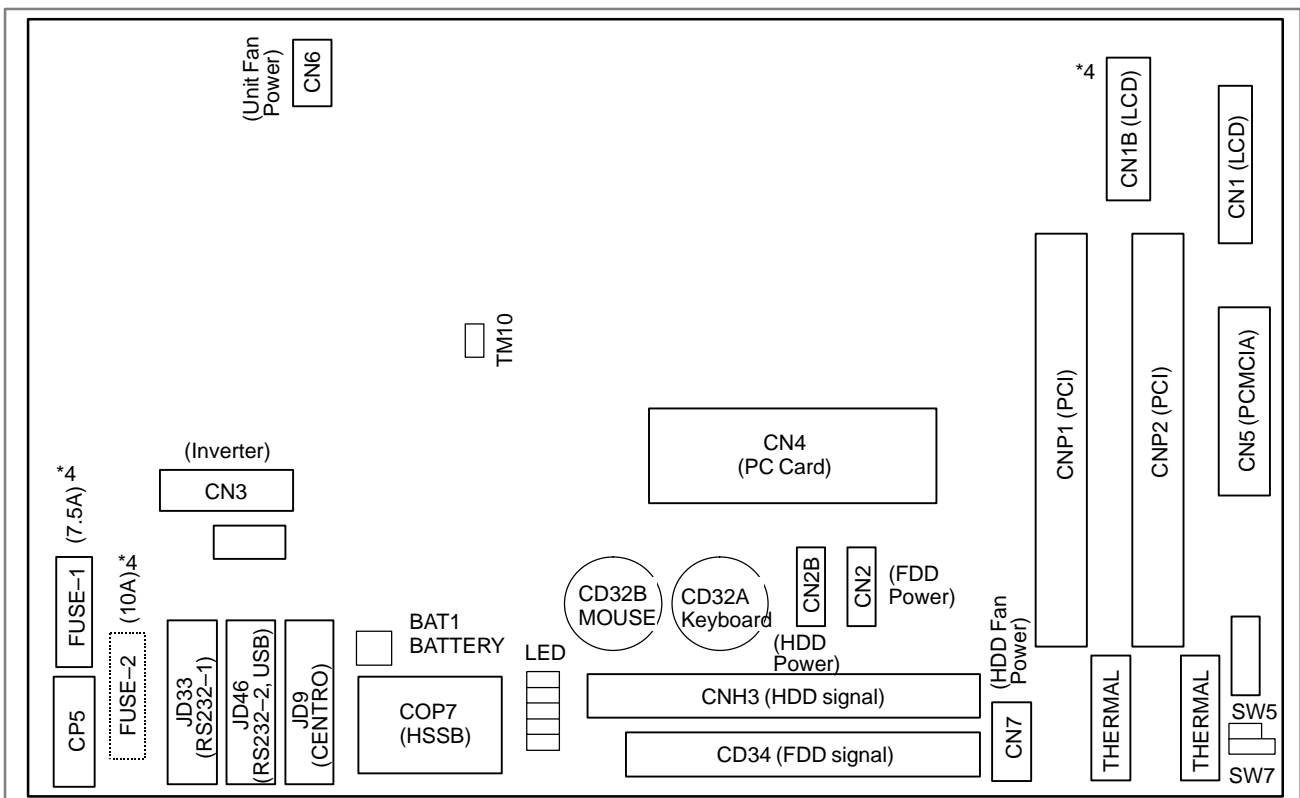 (Unit Fan
Power)
CN6
*4
CN1B (LCD)
CN1 (LCD)
TM10
CNP1 (PCI)
CNP2 (PCI)
CN5 (PCMCIA)
CN4
(PC Card)
(Inverter)
CN3
*4
(7.5A)
FUSE–1
*4
(10A)
FUSE–2
CP5
JD33
(RS232–1)
JD46
(RS232–2, USB)
JD9
(CENTRO)
BAT1
BATTERY
COP7
(HSSB)
LED
CD32B
MOUSE
CD32A
Keyboard
CN2B
(HDD
Power)
CN2
(FDD
Power)
(HDD Fan
Power)
CNH3 (HDD signal)
CD34 (FDD signal)
CN7
THERMAL
THERMAL
SW5
SW7